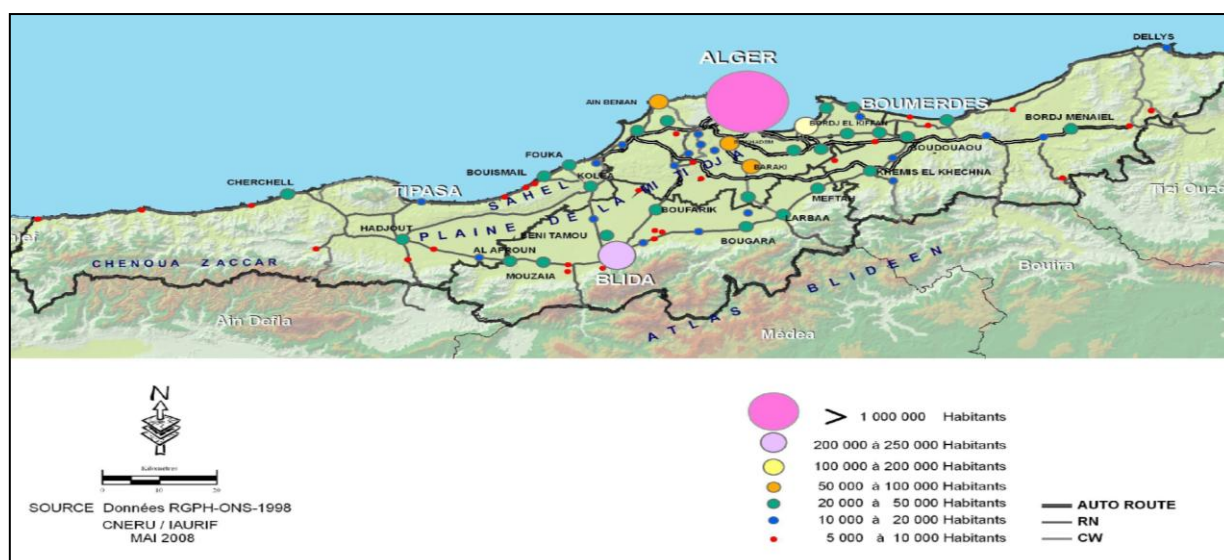 DELLYS
ALGER
AIN BENIAN
BOUMERDES
BORDJ EL KIFFAN
BORDJ MENAIEL
BOUDOUAOU
BARAKI
FOUKA
BOUISMAIL
KOLEA
KHEMIS EL KHECHNA
CHERCHELL
TIPASA
SAHEL
Tizi Ouzo
MEFTAH
PLAINE DE LA MITIDJA
BOUFARIK
LARBAA
HADJOUT
BENI TAMOU
BOUGARA
AL AFROUN
CHENOUA ZACCAR
MOUZAIA
BLIDA
Bouira
ATLAS BLIDEEN
Ain Defla
Médea
N
Kilomètres
0 10 20
SOURCE Données RGPH-ONS-1998
CNERU / IAURIF
MAI 2008
> 1 000 000 Habitants
200 000 à 250 000 Habitants
100 000 à 200 000 Habitants
50 000 à 100 000 Habitants
20 000 à 50 000 Habitants
10 000 à 20 000 Habitants
5 000 à 10 000 Habitants
AUTO ROUTE
RN
CW